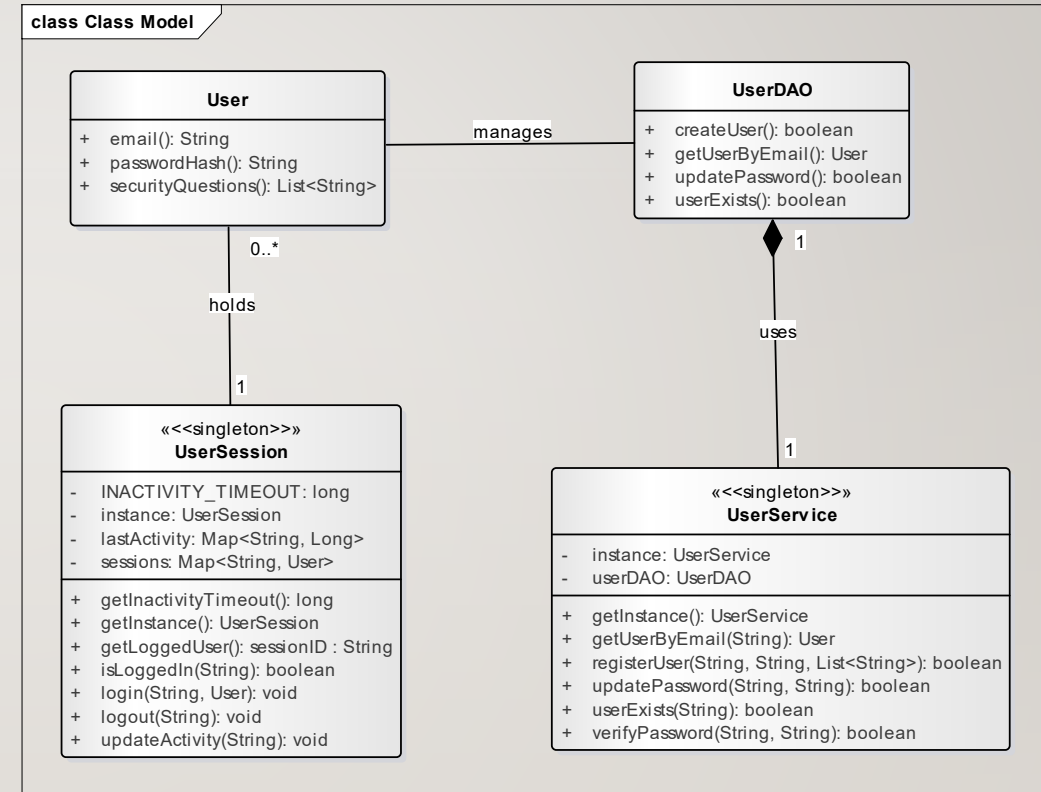 class Class Model
User
+ email(): String
+ passwordHash(): String
+ securityQuestions(): List<String>
manages
UserDAO
+ createUser(): boolean
+ getUserByEmail(): User
+ updatePassword(): boolean
+ userExists(): boolean
0..*
holds
1
1
uses
1
«<<singleton>>»
UserSession
- INACTIVITY_TIMEOUT: long
- instance: UserSession
- lastActivity: Map<String, Long>
- sessions: Map<String, User>
+ getInactivityTimeout(): long
+ getInstance(): UserSession
+ getLoggedUser(): sessionID : String
+ isLoggedIn(String): boolean
+ login(String, User): void
+ logout(String): void
+ updateActivity(String): void
«<<singleton>>»
UserService
- instance: UserService
- userDAO: UserDAO
+ getInstance(): UserService
+ getUserByEmail(String): User
+ registerUser(String, String, List<String>): boolean
+ updatePassword(String, String): boolean
+ userExists(String): boolean
+ verifyPassword(String, String): boolean